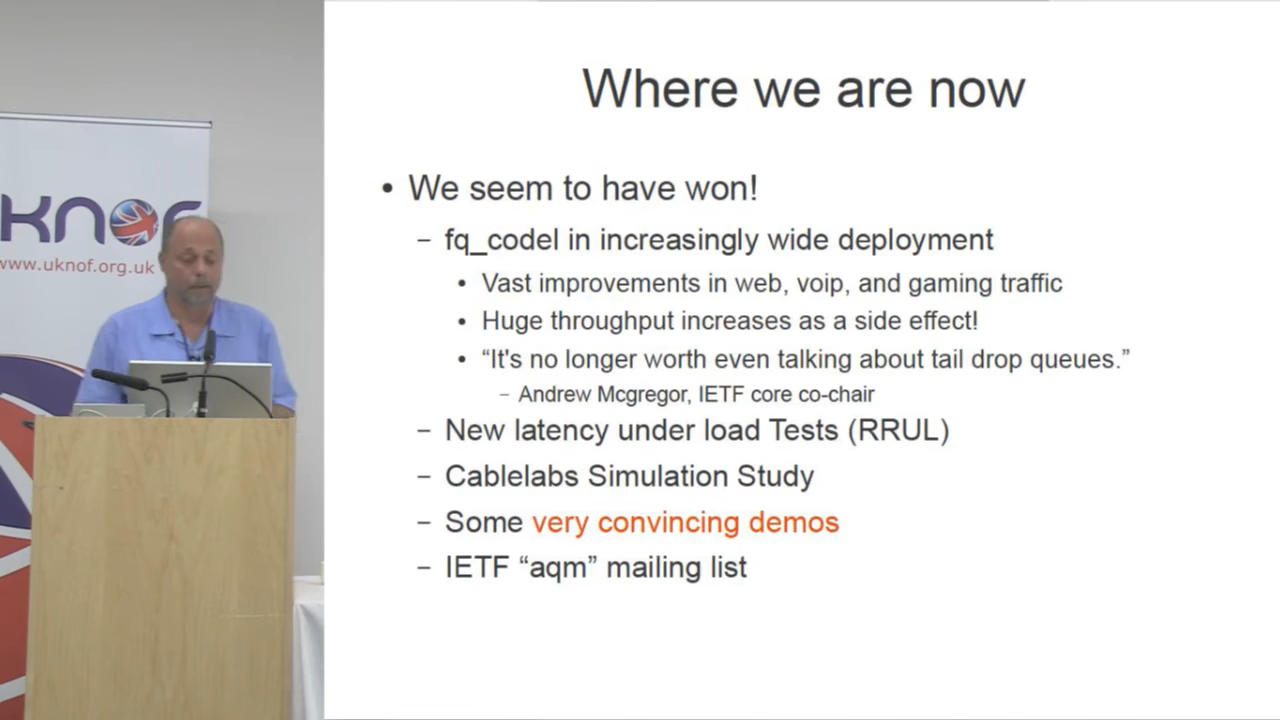 Where we are now
• We seem to have won!
– fq_codel in increasingly wide deployment
• Vast improvements in web, voip, and gaming traffic
• Huge throughput increases as a side effect!
• “It's no longer worth even talking about tail drop queues.”
– Andrew Mcgregor, IETF core co-chair
– New latency under load Tests (RRUL)
– Cablelabs Simulation Study
– Some very convincing demos
– IETF “aqm” mailing list
KNOF
www.uknof.org.uk